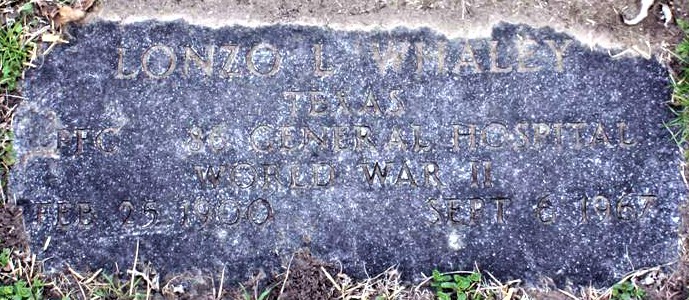 LONZO L WHALEY
TEXAS
PFC 86 GENERAL HOSPITAL
WORLD WAR II
FEB 25 1900 SEPT 6 1967